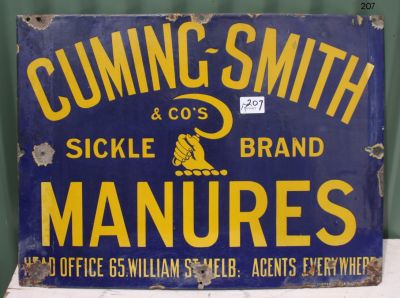 207
CUMING-SMITH
& CO'S
207
SICKLE BRAND
MANURES
HEAD OFFICE 65, WILLIAM ST. MELB: AGENTS EVERYWHERE